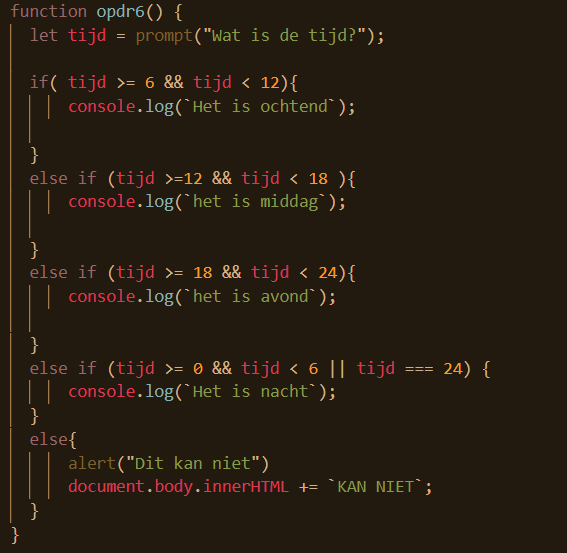 function opdr6() {
let tijd = prompt("Wat is de tijd?");
if( tijd >= 6 && tijd < 12){
console.log(`Het is ochtend`);
}
else if (tijd >=12 && tijd < 18 ){
console.log(`het is middag`);
}
else if (tijd >= 18 && tijd < 24){
console.log(`het is avond`);
}
else if (tijd >= 0 && tijd < 6 || tijd === 24) {
console.log(`Het is nacht`);
}
else{
alert("Dit kan niet")
document.body.innerHTML += `KAN NIET`;
}
}